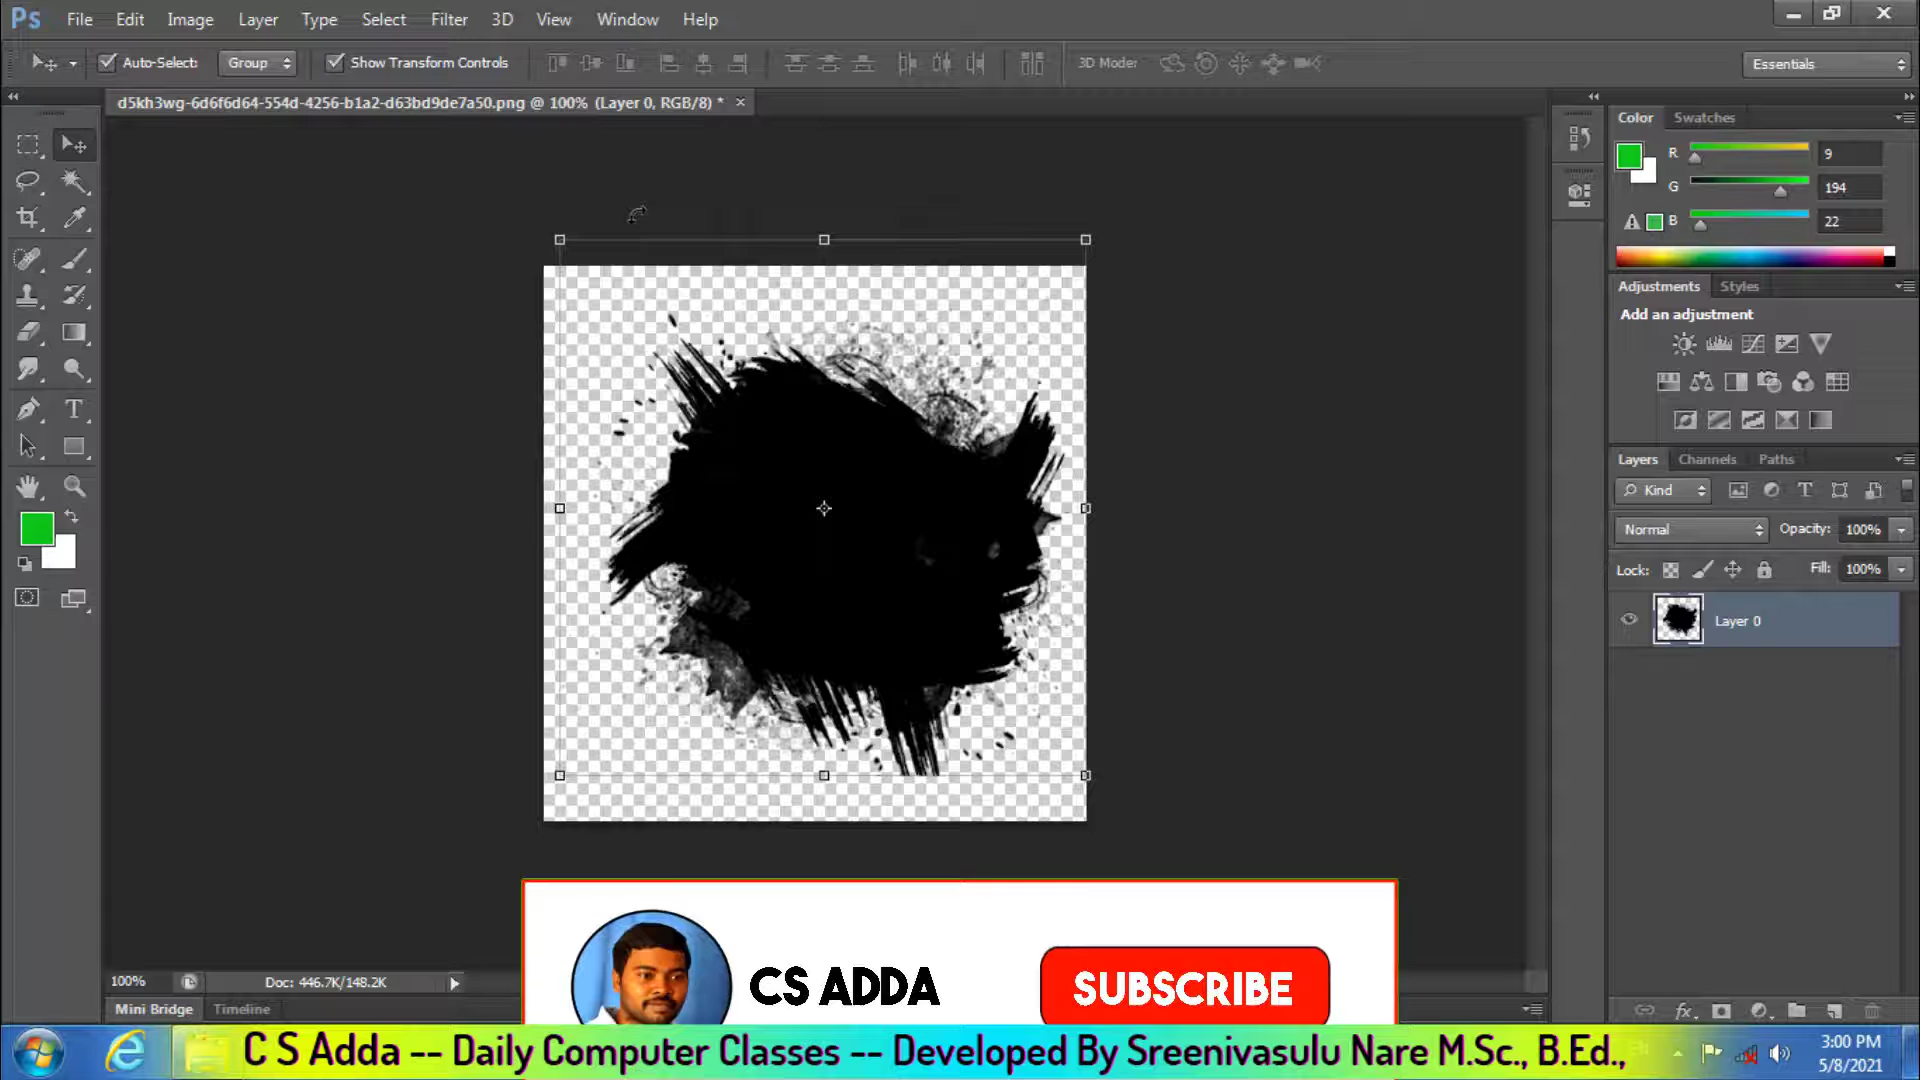 Ps File Edit Image Layer Type Select Filter 3D View Window Help
Auto-Select: Group Show Transform Controls 3D Mode: Essentials
d5kh3wg-6d6f6d64-554d-4256-b1a2-d63bd9de7a50.png @ 100% (Layer 0, RGB/8) *
Color Swatches
R 9
G 194
B 22
Adjustments Styles
Add an adjustment
Layers Channels Paths
Kind
Normal Opacity: 100%
Lock: Fill: 100%
Layer 0
100% Doc: 446.7K/148.2K
Mini Bridge Timeline
CS ADDA
SUBSCRIBE
C S Adda -- Daily Computer Classes -- Developed By Sreenivasulu Nare M.Sc., B.Ed.,
3:00 PM
5/8/2021